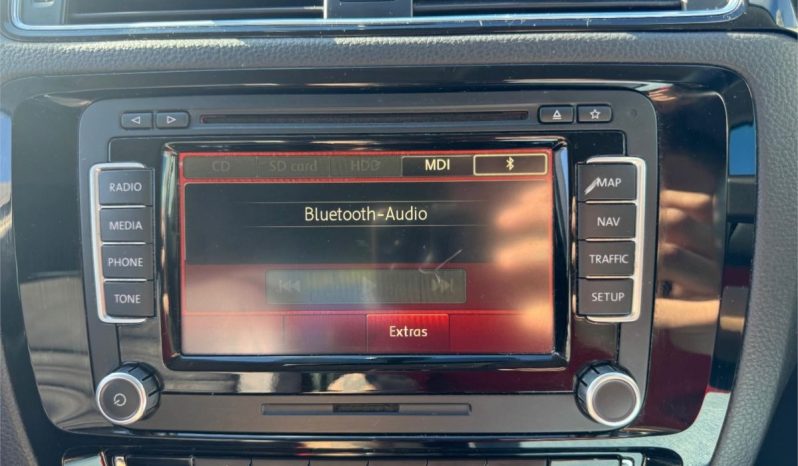 CD SD card HDD MDI
Bluetooth-Audio
Extras
RADIO
MEDIA
PHONE
TONE
MAP
NAV
TRAFFIC
SETUP